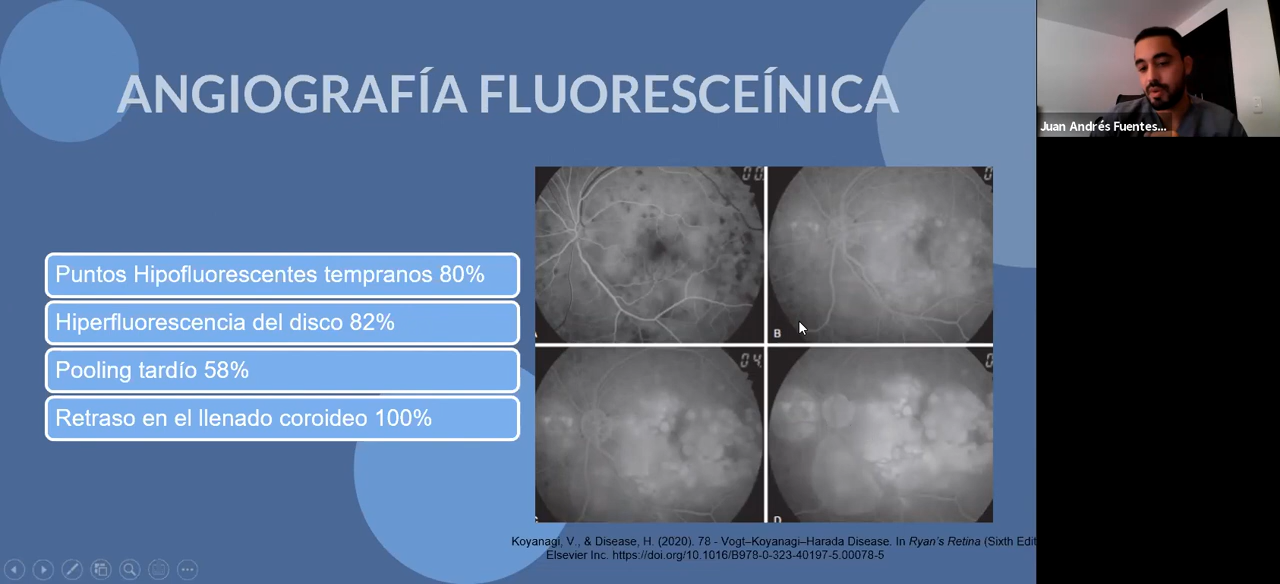 ANGIOGRAFÍA FLUORESCEÍNICA
Juan Andrés Fuentes...
Puntos Hipofluorescentes tempranos 80%
Hiperfluorescencia del disco 82%
Pooling tardío 58%
Retraso en el llenado coroideo 100%
B
Koyanagi, V., & Disease, H. (2020). 78 - Vogt–Koyanagi–Harada Disease. In Ryan's Retina (Sixth Edit
Elsevier Inc. https://doi.org/10.1016/B978-0-323-40197-5.00078-5